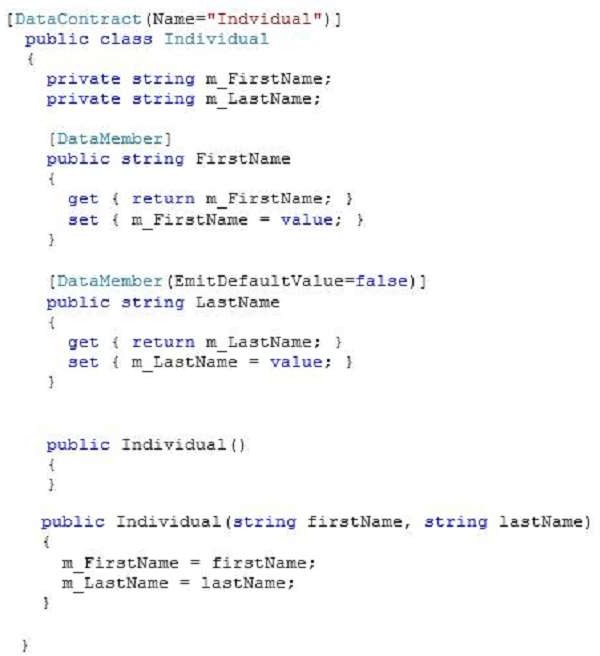 [DataContract(Name="Indvidual")]
public class Individual
{
private string m_FirstName;
private string m_LastName;
[DataMember]
public string FirstName
{
get { return m_FirstName; }
set { m_FirstName = value; }
}
[DataMember(EmitDefaultValue=false)]
public string LastName
{
get { return m_LastName; }
set { m_LastName = value; }
}
public Individual()
{
}
public Individual(string firstName, string lastName)
{
m_FirstName = firstName;
m_LastName = lastName;
}
}